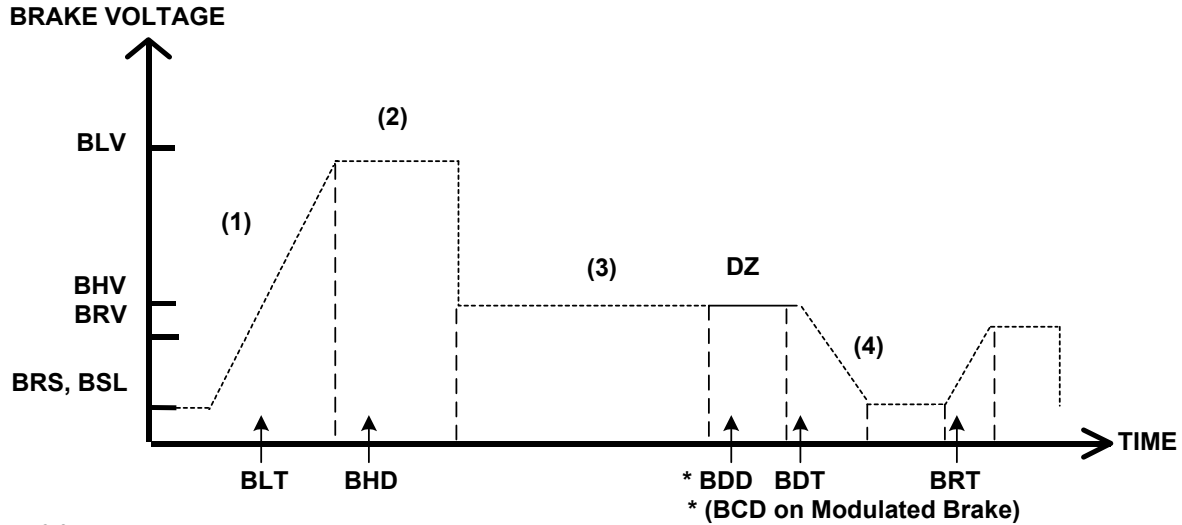 BRAKE VOLTAGE
(2)
BLV
(1)
BHV
(3)
DZ
BRV
(4)
BRS, BSL
TIME
BLT
BHD
* BDD
BDT
BRT
* (BCD on Modulated Brake)